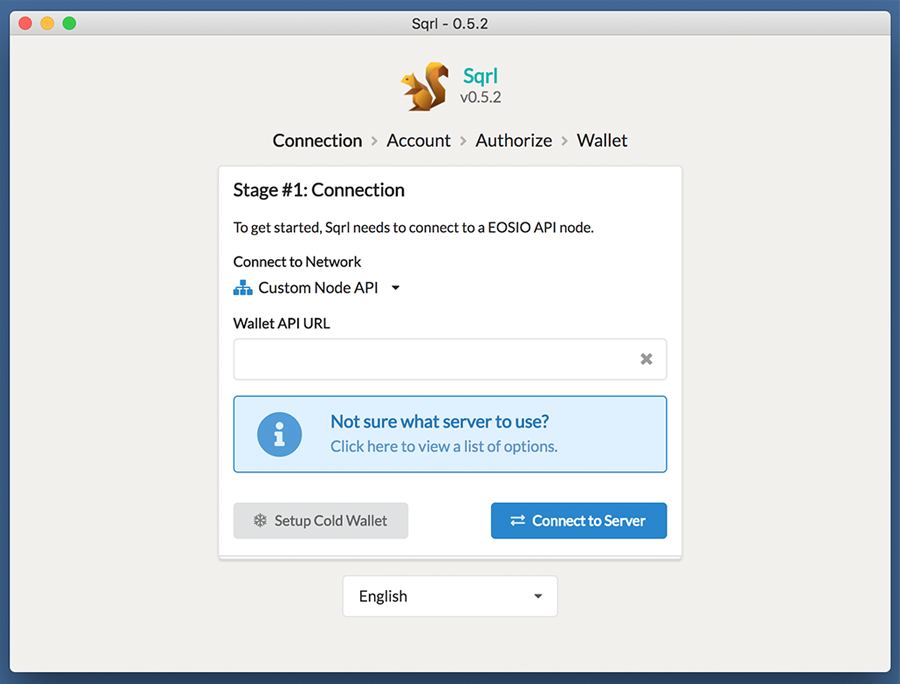 Sqrl - 0.5.2
Sqrl
v0.5.2
Connection > Account > Authorize > Wallet
Stage #1: Connection
To get started, Sqrl needs to connect to a EOSIO API node.
Connect to Network
Custom Node API
Wallet API URL
Not sure what server to use?
Click here to view a list of options.
Setup Cold Wallet
Connect to Server
English